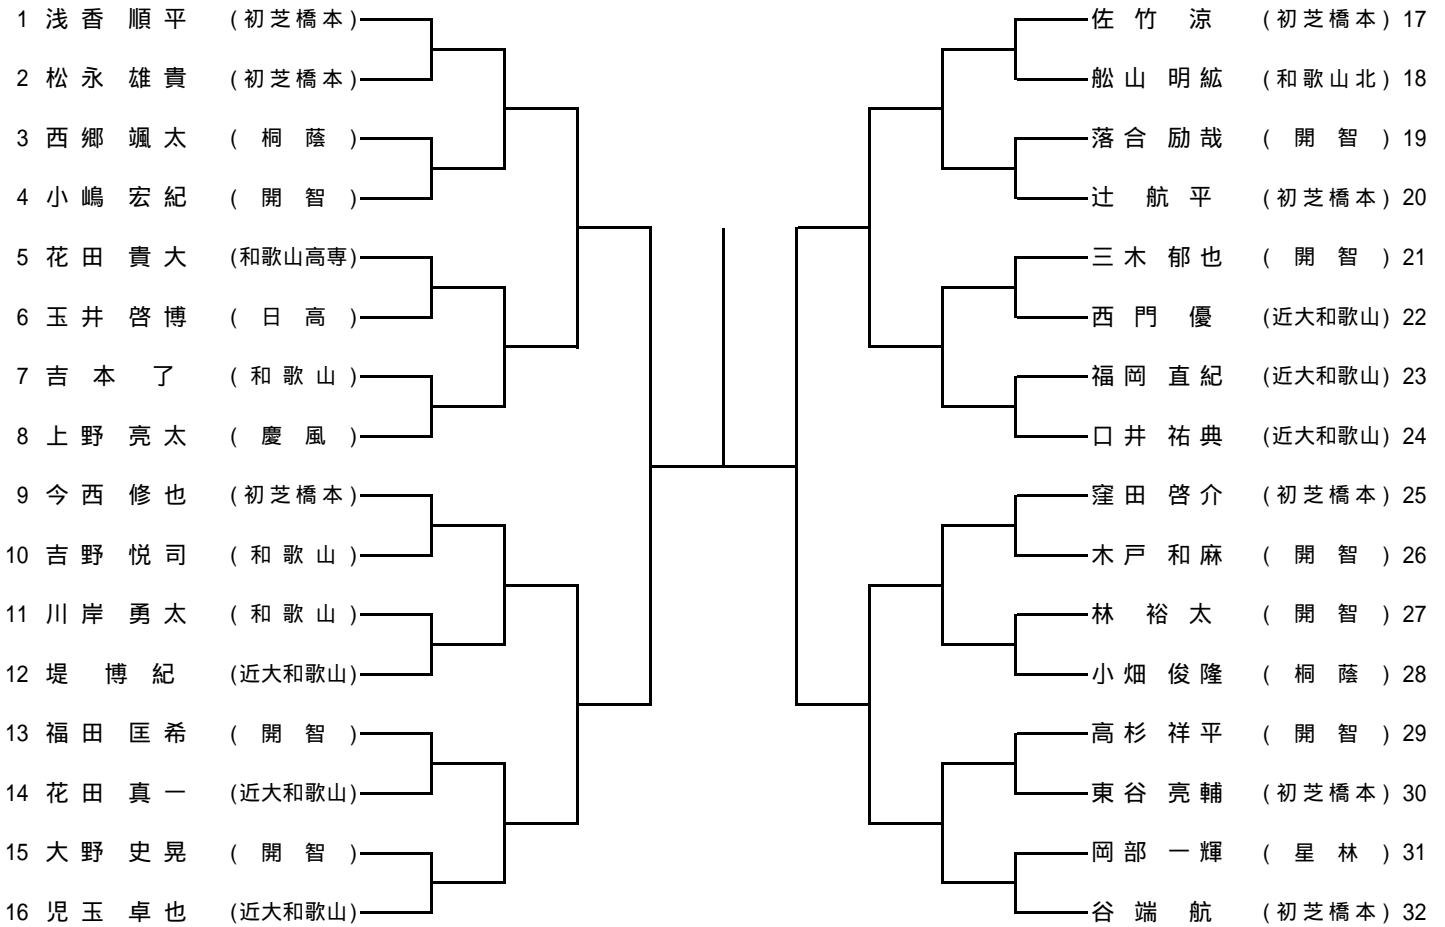 1 浅香 順平 (初芝橋本)
2 松永 雄貴 (初芝橋本)
3 西郷 颯太 (桐蔭)
4 小嶋 宏紀 (開智)
5 花田 貴大 (和歌山高専)
6 玉井 啓博 (日高)
7 吉本 了 (和歌山)
8 上野 亮太 (慶風)
9 今西 修也 (初芝橋本)
10 吉野 悦司 (和歌山)
11 川岸 勇太 (和歌山)
12 堤 博紀 (近大和歌山)
13 福田 匡希 (開智)
14 花田 真一 (近大和歌山)
15 大野 史晃 (開智)
16 児玉 卓也 (近大和歌山)
佐竹 涼 (初芝橋本) 17
舩山 明紘 (和歌山北) 18
落合 励哉 (開智) 19
辻 航平 (初芝橋本) 20
三木 郁也 (開智) 21
西門 優 (近大和歌山) 22
福岡 直紀 (近大和歌山) 23
口井 祐典 (近大和歌山) 24
窪田 啓介 (初芝橋本) 25
木戸 和麻 (開智) 26
林 裕太 (開智) 27
小畑 俊隆 (桐蔭) 28
高杉 祥平 (開智) 29
東谷 亮輔 (初芝橋本) 30
岡部 一輝 (星林) 31
谷端 航 (初芝橋本) 32